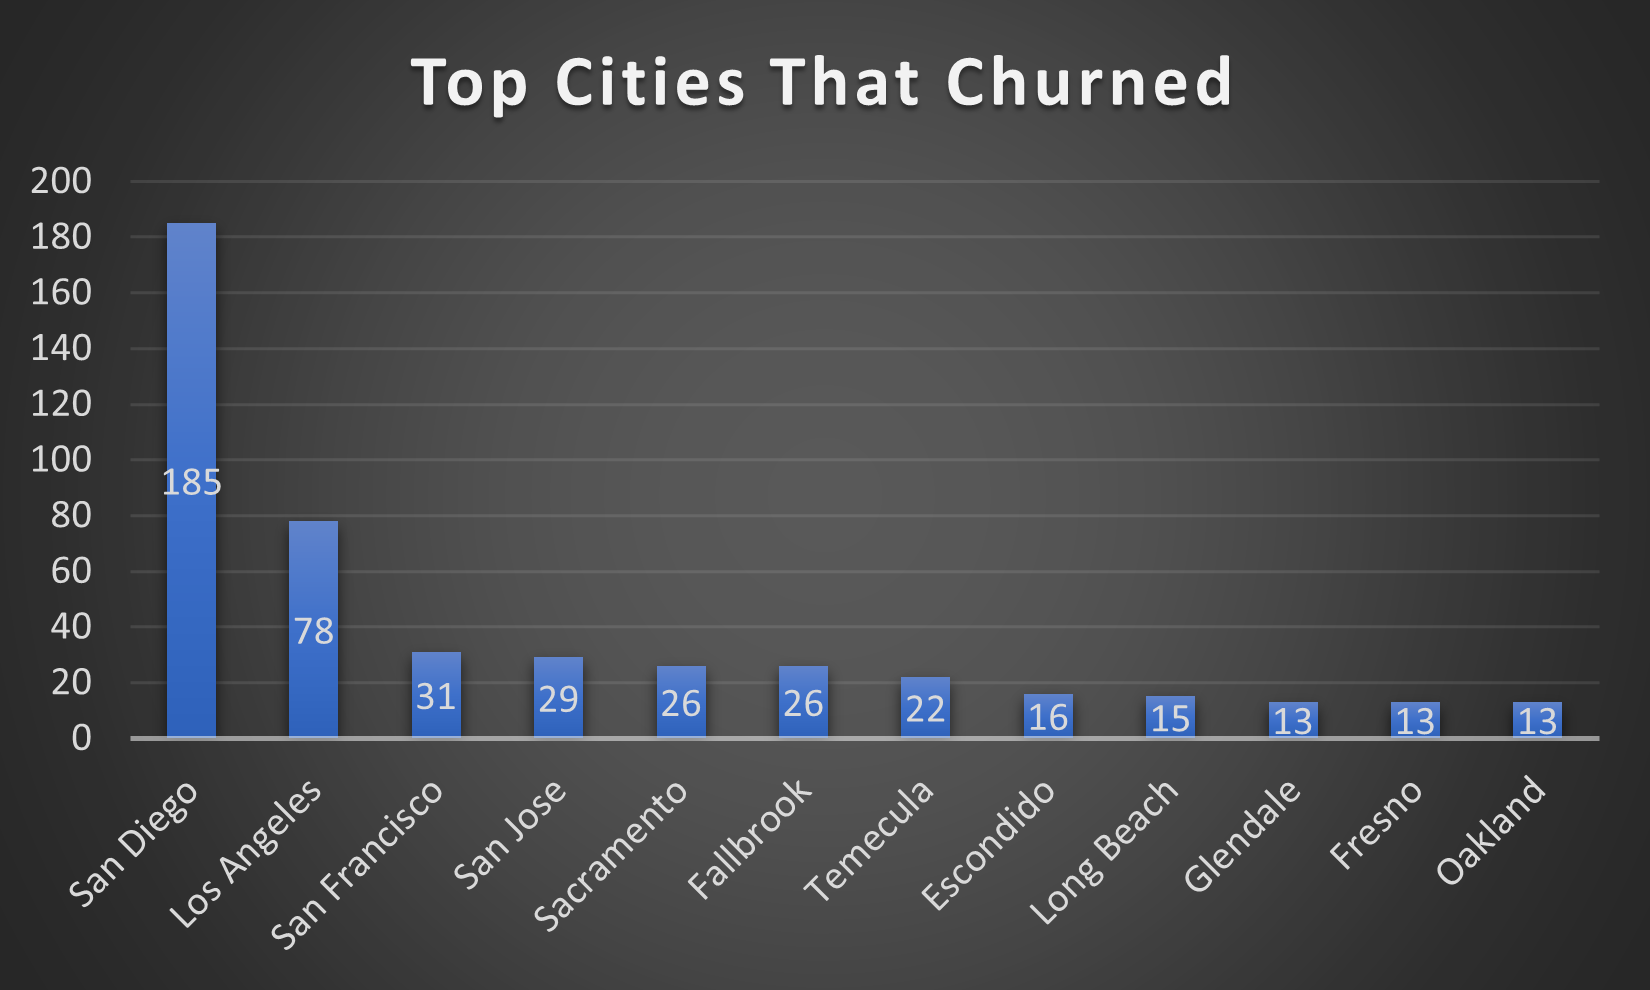 Top Cities That Churned
200
180
160
140
120
100
80
60
40
20
0
185
78
31
29
26
26
22
16
15
13
13
13
San Diego
Los Angeles
San Francisco
San Jose
Sacramento
Fallbrook
Temecula
Escondido
Long Beach
Glendale
Fresno
Oakland